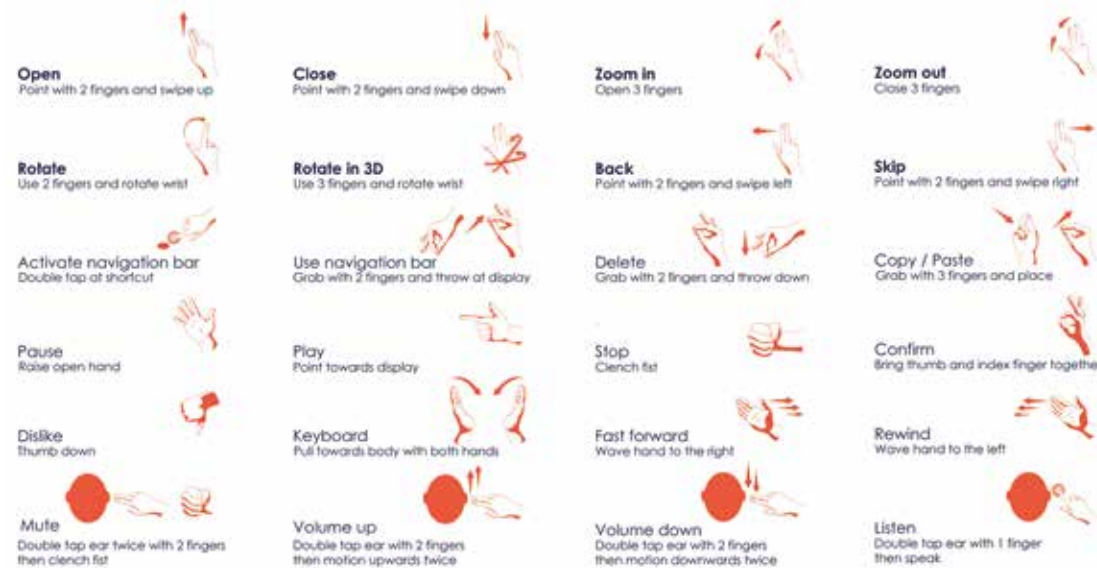 Open
Point with 2 fingers and swipe up
Close
Point with 2 fingers and swipe down
Zoom in
Open 3 fingers
Zoom out
Close 3 fingers
Rotate
Use 2 fingers and rotate wrist
Rotate in 3D
Use 3 fingers and rotate wrist
Back
Point with 2 fingers and swipe left
Skip
Point with 2 fingers and swipe right
Activate navigation bar
Double tap at shortcut
Use navigation bar
Grab with 2 fingers and throw at display
Delete
Grab with 2 fingers and throw down
Copy / Paste
Grab with 3 fingers and place
Pause
Raise open hand
Play
Point towards display
Stop
Clench fist
Confirm
Bring thumb and index finger togethe
Dislike
Thumb down
Keyboard
Pull towards body with both hands
Fast forward
Wave hand to the right
Rewind
Wave hand to the left
Mute
Double tap ear twice with 2 fingers
then clench fist
Volume up
Double tap ear with 2 fingers
then motion upwards twice
Volume down
Double tap ear with 2 fingers
then motion downwards twice
Listen
Double tap ear with 1 finger
then speak